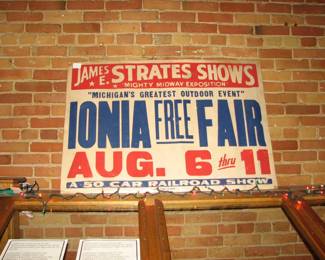 JAMES E. STRATES SHOWS
★ "MIGHTY MIDWAY EXPOSITION"
"MICHIGAN'S GREATEST OUTDOOR EVENT"
IONIA FREE FAIR
AUG. 6 thru 11
A 50 CAR RAILROAD SHOW